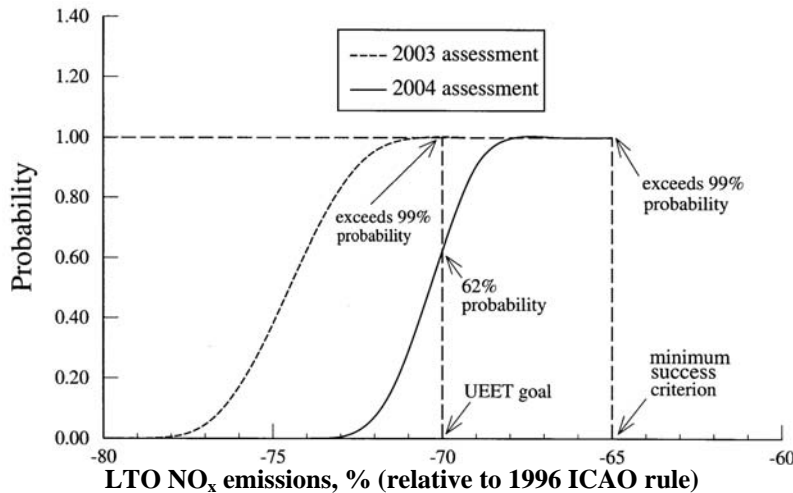 1.40
1.20
1.00
0.80
0.60
0.40
0.20
0.00
Probability
2003 assessment
2004 assessment
exceeds 99%
probability
exceeds 99%
probability
62%
probability
UEET goal
minimum
success
criterion
-80
-75
-70
-65
-60
LTO NOx emissions, % (relative to 1996 ICAO rule)